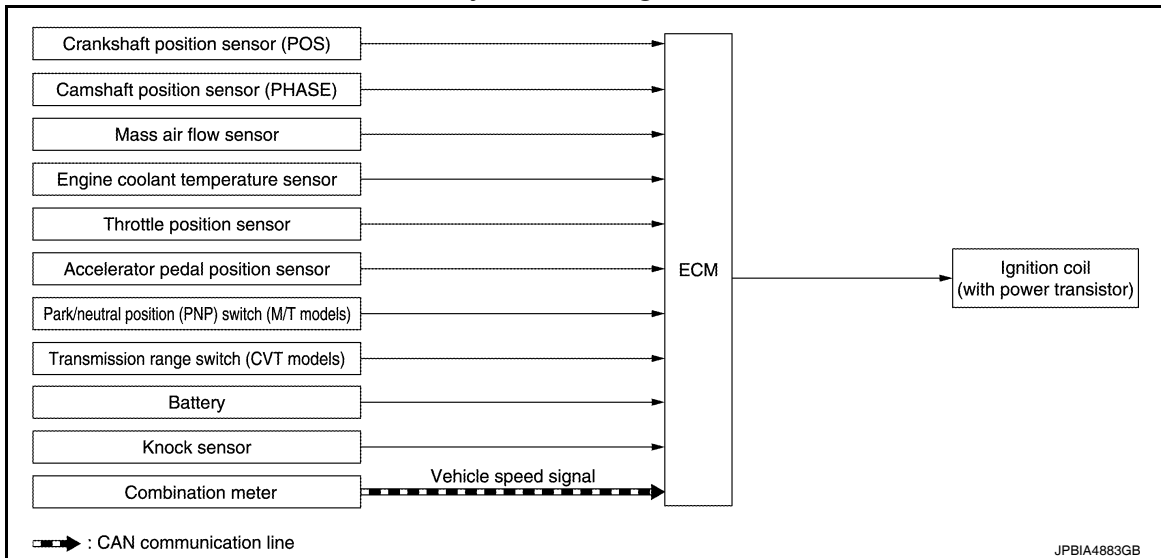 Crankshaft position sensor (POS)
Camshaft position sensor (PHASE)
Mass air flow sensor
Engine coolant temperature sensor
Throttle position sensor
Accelerator pedal position sensor
Park/neutral position (PNP) switch (M/T models)
Transmission range switch (CVT models)
Battery
Knock sensor
Combination meter
Vehicle speed signal
ECM
Ignition coil
(with power transistor)
: CAN communication line
JPBIA4883GB